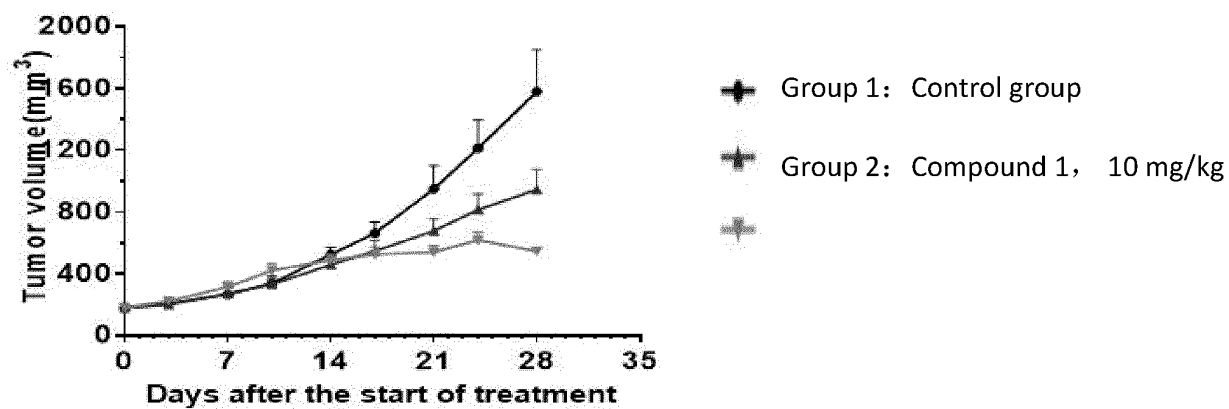 2000
1600
1200
800
400
0
Tumor volume(mm³)
0 7 14 21 28 35
Days after the start of treatment
Group 1： Control group
Group 2： Compound 1， 10 mg/kg